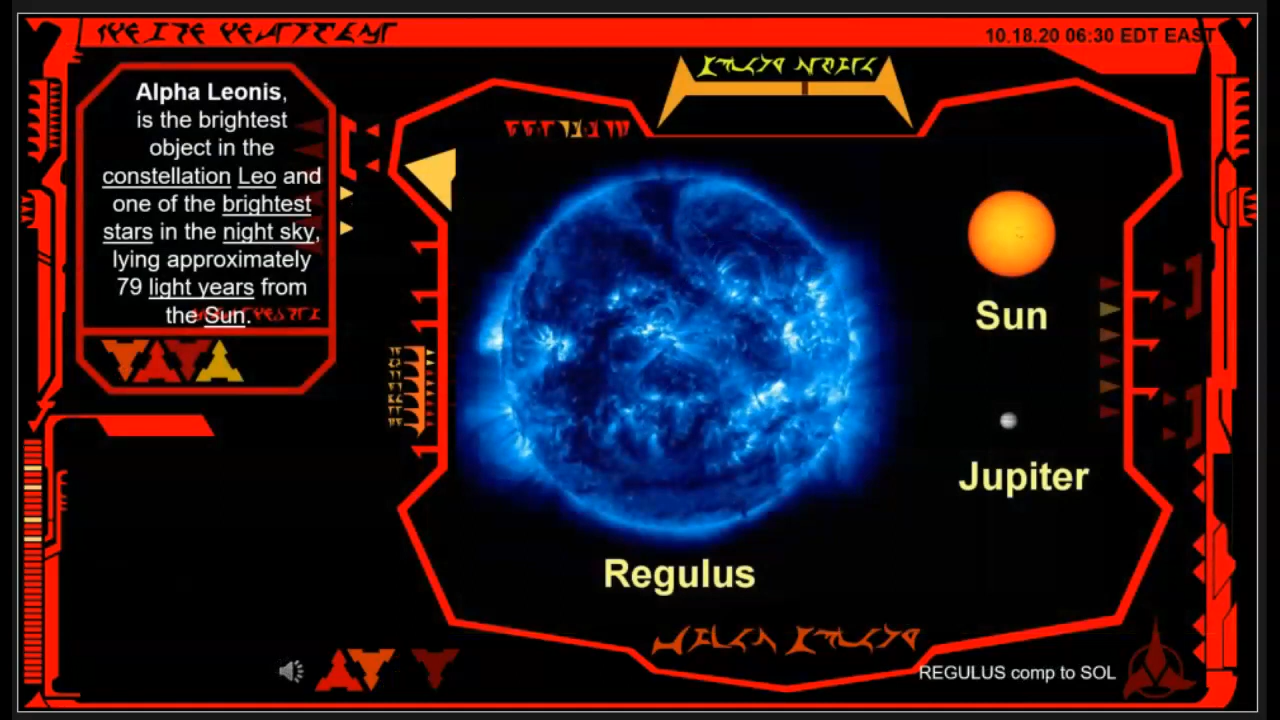 10.18.20 06:30 EDT EAST
Alpha Leonis,
is the brightest
object in the
constellation Leo and
one of the brightest
stars in the night sky,
lying approximately
79 light years from
the Sun.
Sun
Jupiter
Regulus
REGULUS comp to SOL